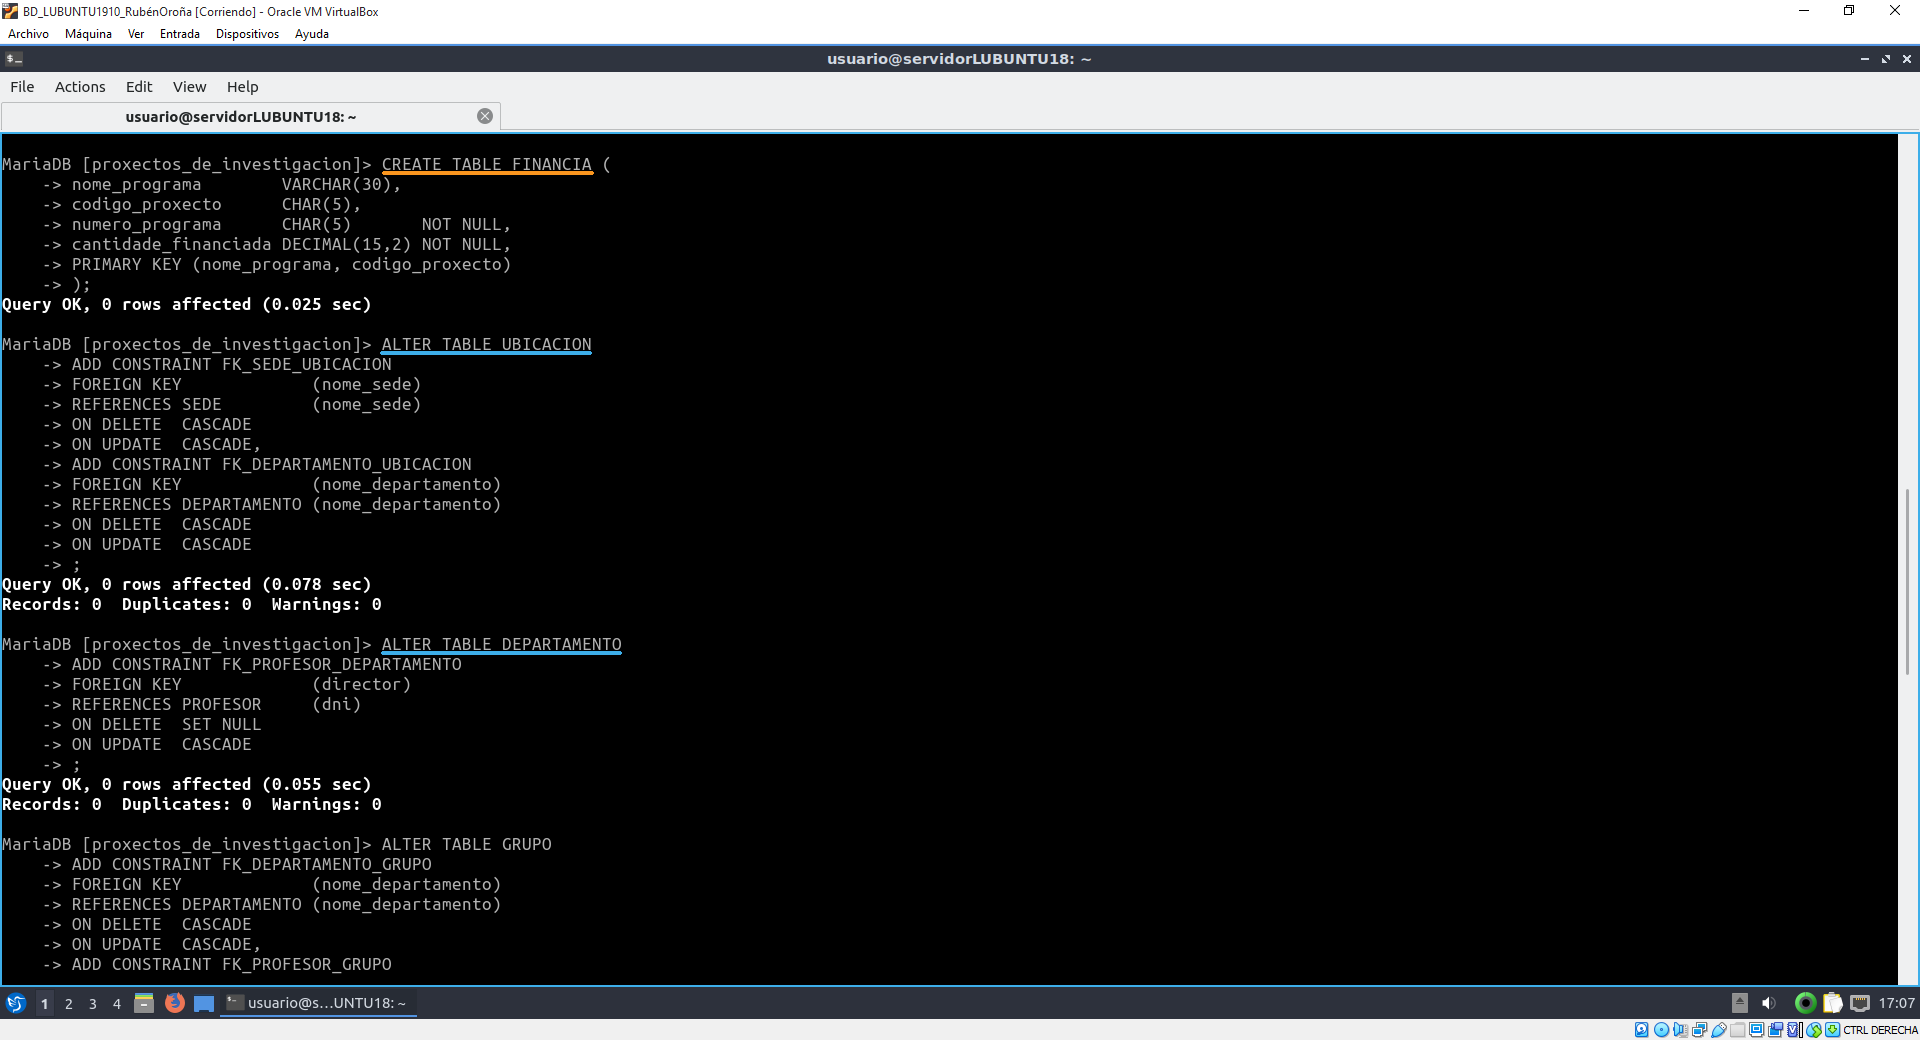 BD_LUBUNTU1910_RubénOroña [Corriendo] - Oracle VM VirtualBox
Archivo Máquina Ver Entrada Dispositivos Ayuda
usuario@servidorLUBUNTU18: ~
File Actions Edit View Help
usuario@servidorLUBUNTU18: ~
MariaDB [proxectos_de_investigacion]> CREATE TABLE FINANCIA (
    -> nome_programa        VARCHAR(30),
    -> codigo_proxecto      CHAR(5),
    -> numero_programa      CHAR(5)       NOT NULL,
    -> cantidade_financiada DECIMAL(15,2) NOT NULL,
    -> PRIMARY KEY (nome_programa, codigo_proxecto)
    -> );
Query OK, 0 rows affected (0.025 sec)
MariaDB [proxectos_de_investigacion]> ALTER TABLE UBICACION
    -> ADD CONSTRAINT FK_SEDE_UBICACION
    -> FOREIGN KEY             (nome_sede)
    -> REFERENCES SEDE         (nome_sede)
    -> ON DELETE  CASCADE
    -> ON UPDATE  CASCADE,
    -> ADD CONSTRAINT FK_DEPARTAMENTO_UBICACION
    -> FOREIGN KEY             (nome_departamento)
    -> REFERENCES DEPARTAMENTO (nome_departamento)
    -> ON DELETE  CASCADE
    -> ON UPDATE  CASCADE
    -> ;
Query OK, 0 rows affected (0.078 sec)
Records: 0  Duplicates: 0  Warnings: 0
MariaDB [proxectos_de_investigacion]> ALTER TABLE DEPARTAMENTO
    -> ADD CONSTRAINT FK_PROFESOR_DEPARTAMENTO
    -> FOREIGN KEY             (director)
    -> REFERENCES PROFESOR     (dni)
    -> ON DELETE  SET NULL
    -> ON UPDATE  CASCADE
    -> ;
Query OK, 0 rows affected (0.055 sec)
Records: 0  Duplicates: 0  Warnings: 0
MariaDB [proxectos_de_investigacion]> ALTER TABLE GRUPO
    -> ADD CONSTRAINT FK_DEPARTAMENTO_GRUPO
    -> FOREIGN KEY             (nome_departamento)
    -> REFERENCES DEPARTAMENTO (nome_departamento)
    -> ON DELETE  CASCADE
    -> ON UPDATE  CASCADE,
    -> ADD CONSTRAINT FK_PROFESOR_GRUPO
1 2 3 4 usuario@s...UNTU18: ~ 17:07
CTRL DERECHA